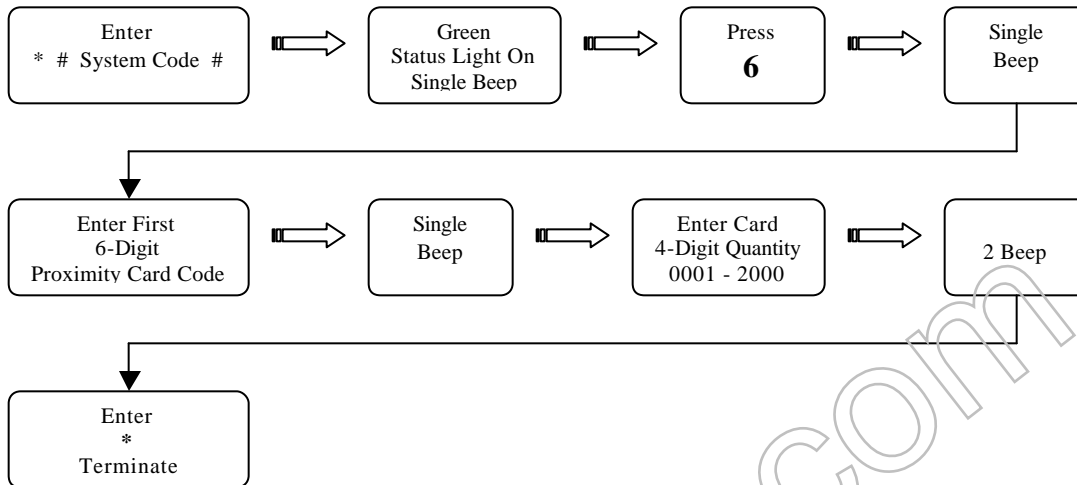 Enter
* # System Code #
Green
Status Light On
Single Beep
Press
6
Single
Beep
Enter First
6-Digit
Proximity Card Code
Single
Beep
Enter Card
4-Digit Quantity
0001 - 2000
2 Beep
Enter
*
Terminate
com